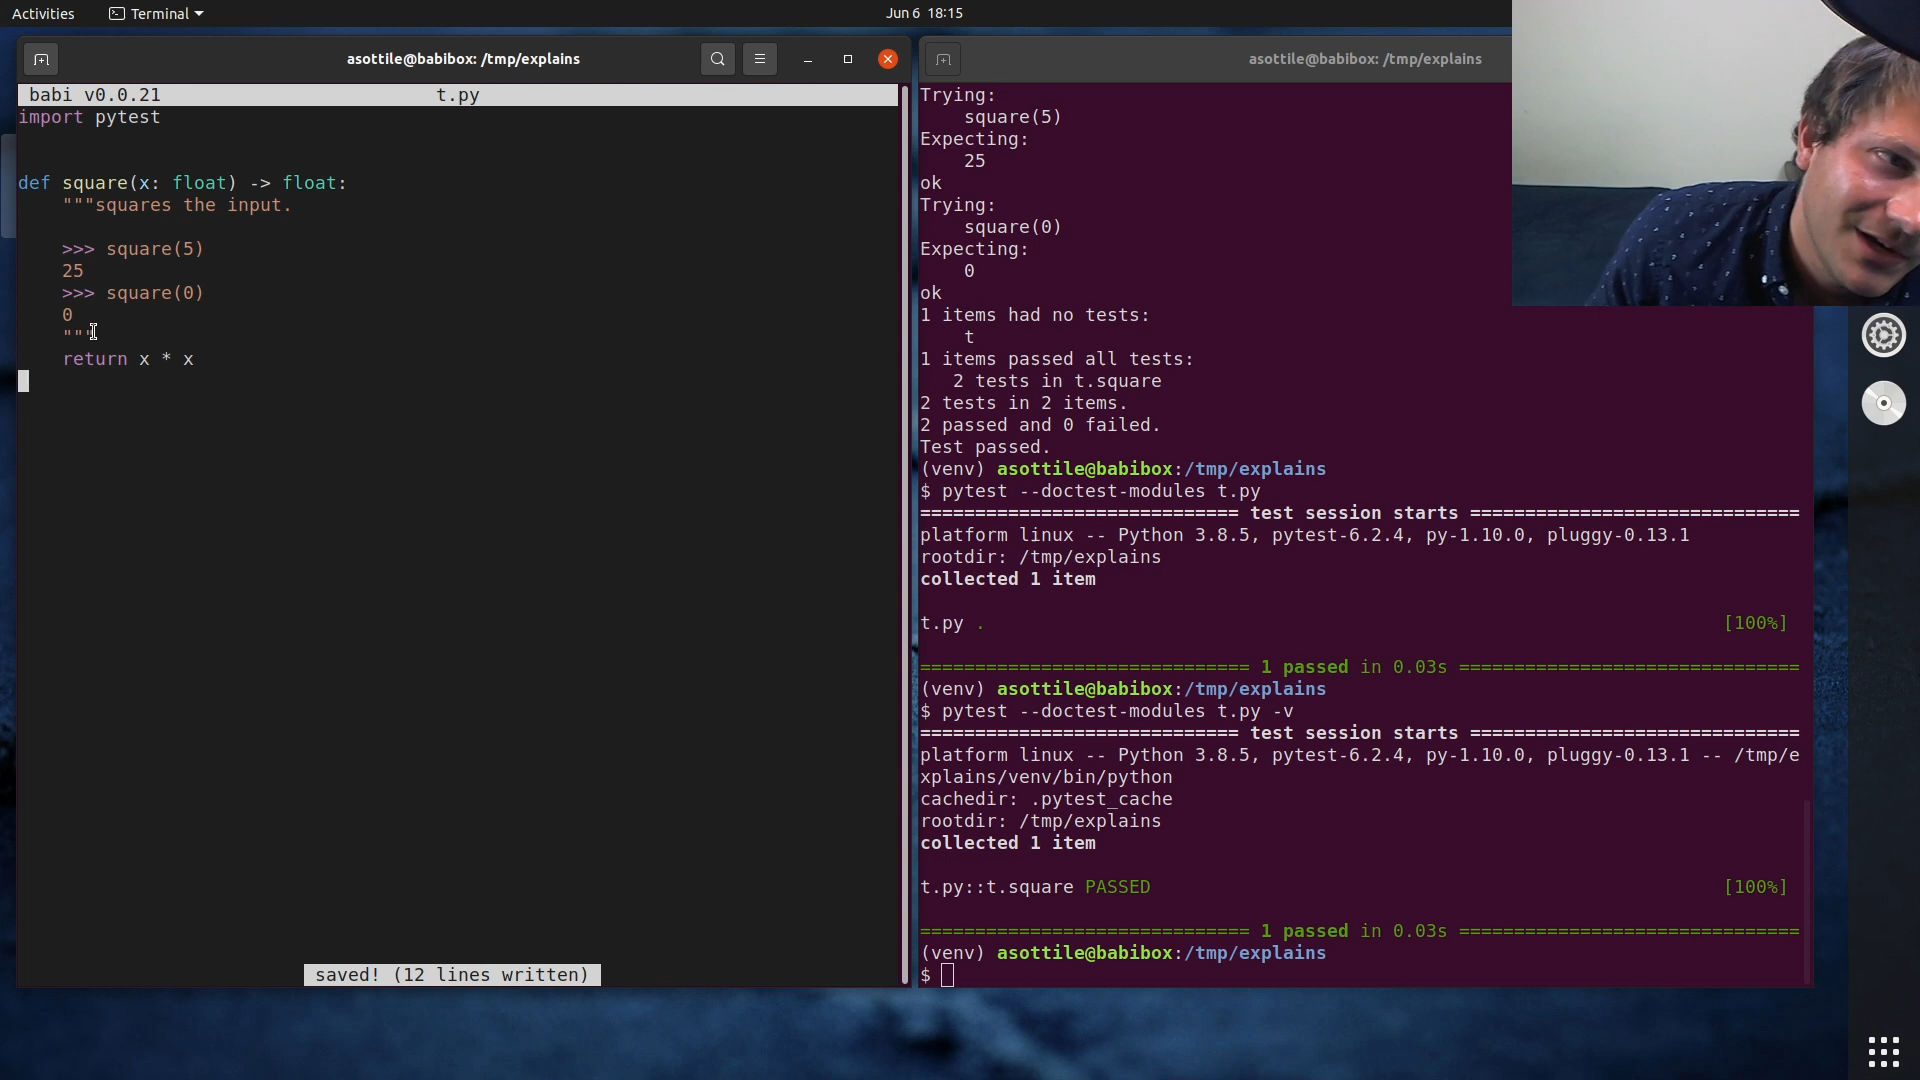 Activities
Terminal
Jun 6 18:15
asottile@babibox: /tmp/explains
babi v0.0.21 t.py
import pytest
def square(x: float) -> float:
    """squares the input.
    >>> square(5)
    25
    >>> square(0)
    0
    """
    return x * x
saved! (12 lines written)
asottile@babibox: /tmp/explains
Trying:
    square(5)
Expecting:
    25
ok
Trying:
    square(0)
Expecting:
    0
ok
1 items had no tests:
    t
1 items passed all tests:
   2 tests in t.square
2 tests in 2 items.
2 passed and 0 failed.
Test passed.
(venv) asottile@babibox:/tmp/explains
$ pytest --doctest-modules t.py
============================= test session starts =============================
platform linux -- Python 3.8.5, pytest-6.2.4, py-1.10.0, pluggy-0.13.1
rootdir: /tmp/explains
collected 1 item
t.py . [100%]
============================== 1 passed in 0.03s ===============================
(venv) asottile@babibox:/tmp/explains
$ pytest --doctest-modules t.py -v
============================= test session starts =============================
platform linux -- Python 3.8.5, pytest-6.2.4, py-1.10.0, pluggy-0.13.1 -- /tmp/e
xplains/venv/bin/python
cachedir: .pytest_cache
rootdir: /tmp/explains
collected 1 item
t.py::t.square PASSED [100%]
============================== 1 passed in 0.03s ===============================
(venv) asottile@babibox:/tmp/explains
$